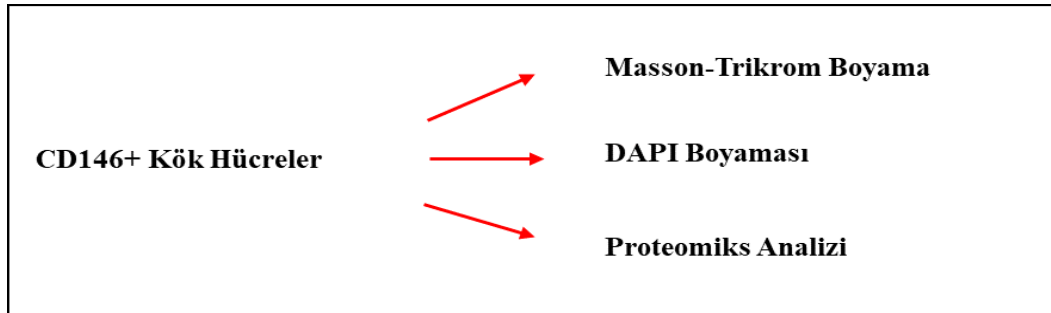 Masson-Trikrom Boyama
CD146+ Kök Hücreler
DAPI Boyaması
Proteomiks Analizi